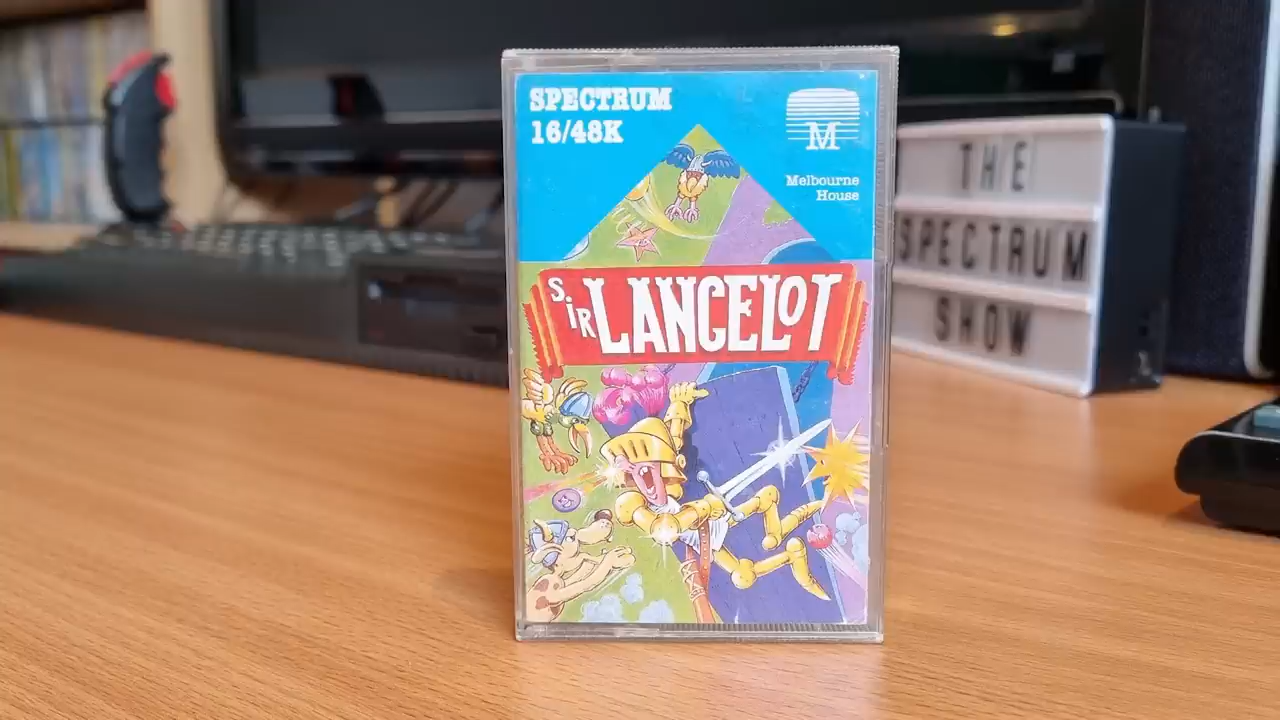 SPECTRUM
16/48K
M
Melbourne
House
SIR LANCELOT
THE
SPECTRUM
SHOW